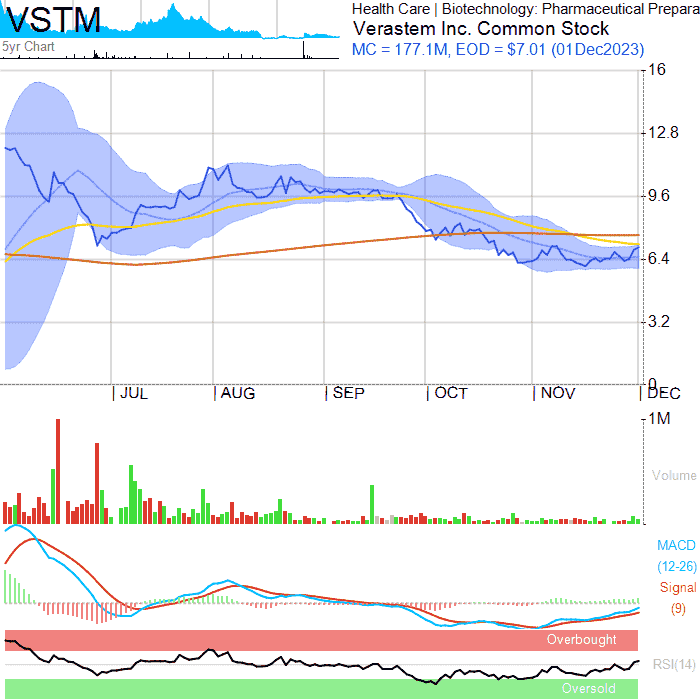 VSTM
5yr Chart
Health Care | Biotechnology: Pharmaceutical Prepara
Verastem Inc. Common Stock
MC = 177.1M, EOD = $7.01 (01Dec2023)
16
12.8
9.6
6.4
3.2
0
JUL
AUG
SEP
OCT
NOV
DEC
1M
Volume
MACD
(12-26)
Signal
(9)
Overbought
RSI(14)
Oversold